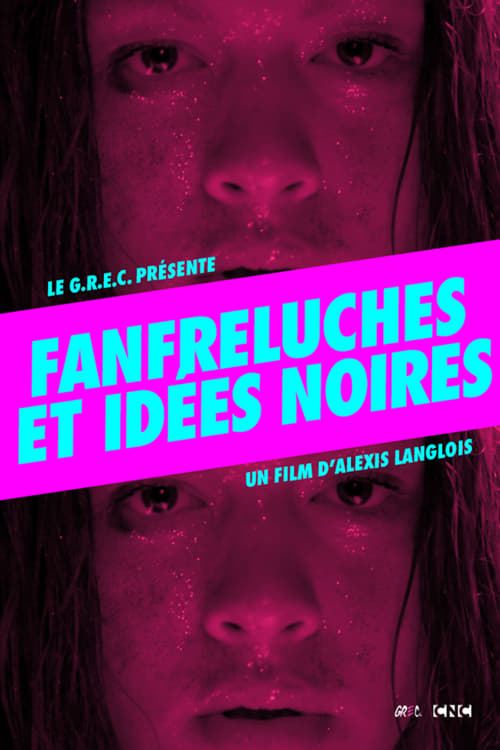 LE G.R.E.C. PRÉSENTE
FANFRELUCHES
ET IDÉES NOIRES
UN FILM D'ALEXIS LANGLOIS
GREC. CNC